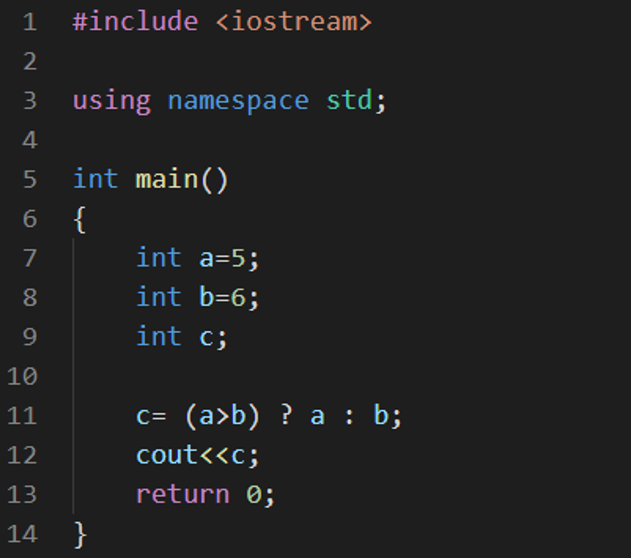 1 #include <iostream>
2
3 using namespace std;
4
5 int main()
6 {
7     int a=5;
8     int b=6;
9     int c;
10
11     c= (a>b) ? a : b;
12     cout<<c;
13     return 0;
14 }